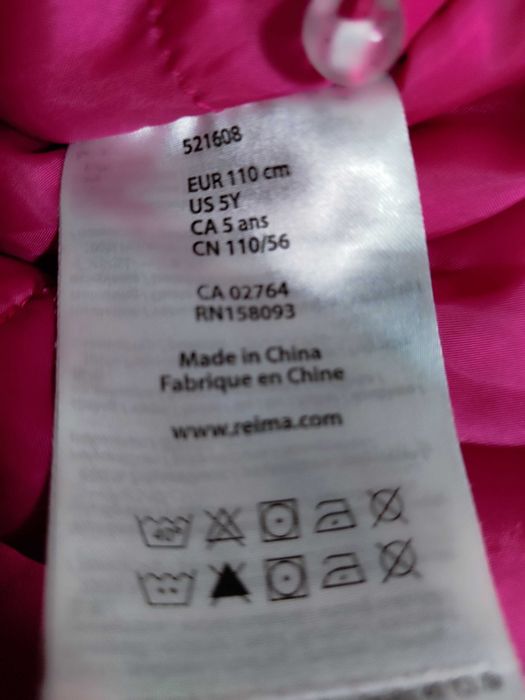 521608
EUR 110 cm
US 5Y
CA 5 ans
CN 110/56
CA 02764
RN158093
Made in China
Fabrique en Chine
www.reima.com
40°